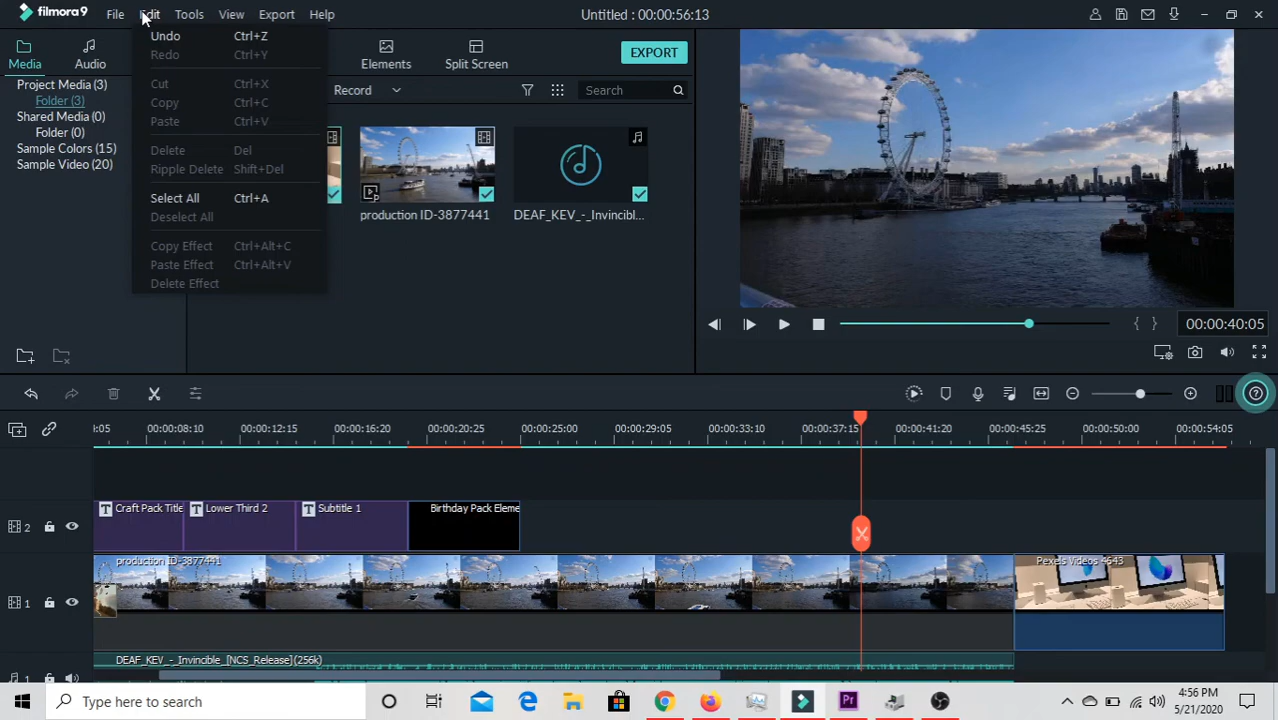 filmora9 File Edit Tools View Export Help Untitled : 00:00:56:13
Undo Ctrl+Z
Redo Ctrl+Y
Cut Ctrl+X
Copy Ctrl+C
Paste Ctrl+V
Delete Del
Ripple Delete Shift+Del
Select All Ctrl+A
Deselect All
Copy Effect Ctrl+Alt+C
Paste Effect Ctrl+Alt+V
Delete Effect
Media Audio Elements Split Screen EXPORT
Project Media (3)
Folder (3)
Shared Media (0)
Folder (0)
Sample Colors (15)
Sample Video (20)
Record Search
production ID-3877441 DEAF_KEV_-_Invincibl...
00:00:40:05
9:05 00:00:08:10 00:00:12:15 00:00:16:20 00:00:20:25 00:00:25:00 00:00:29:05 00:00:33:10 00:00:37:15 00:00:41:20 00:00:45:25 00:00:50:00 00:00:54:05
2 T Craft Pack Title T Lower Third 2 T Subtitle 1 Birthday Pack Eleme
1 production ID-3877441 Pexels Videos 4643
DEAF_KEV_-_Invincible_[NCS_Release](256k)
1
Type here to search Pr 4:56 PM
5/21/2020